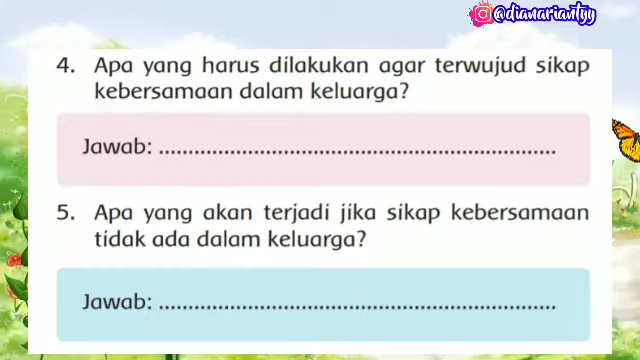 @dianariantyy
4. Apa yang harus dilakukan agar terwujud sikap
kebersamaan dalam keluarga?
Jawab: ....................................................................
5. Apa yang akan terjadi jika sikap kebersamaan
tidak ada dalam keluarga?
Jawab: ....................................................................